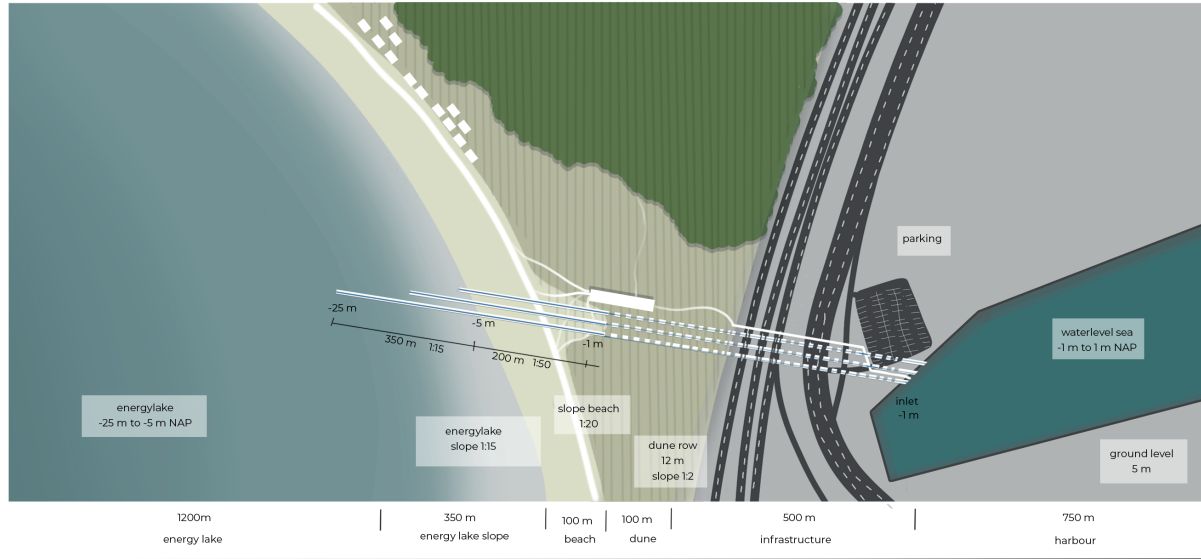 parking
-25 m
-5 m
350 m 1:15
200 m 1:50
-1 m
waterlevel sea
-1 m to 1 m NAP
inlet
-1 m
energylake
-25 m to -5 m NAP
energylake
slope 1:15
slope beach
1:20
dune row
12 m
slope 1:2
ground level
5 m
1200m
energy lake
350 m
energy lake slope
100 m
beach
100 m
dune
500 m
infrastructure
750 m
harbour